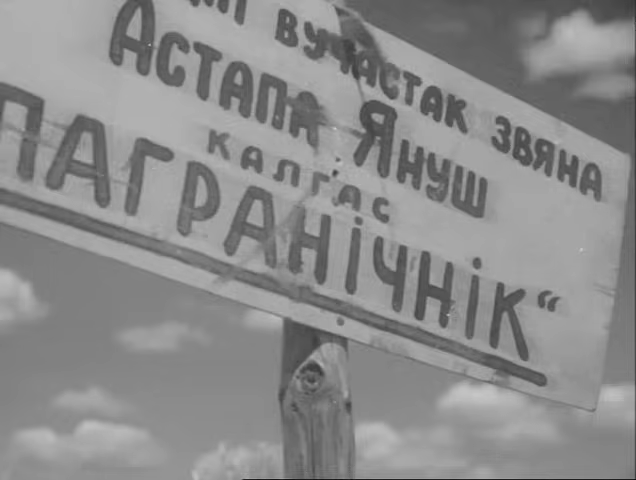 вучастак звяна
Астапа Януш
калгас
Пагранічнік“